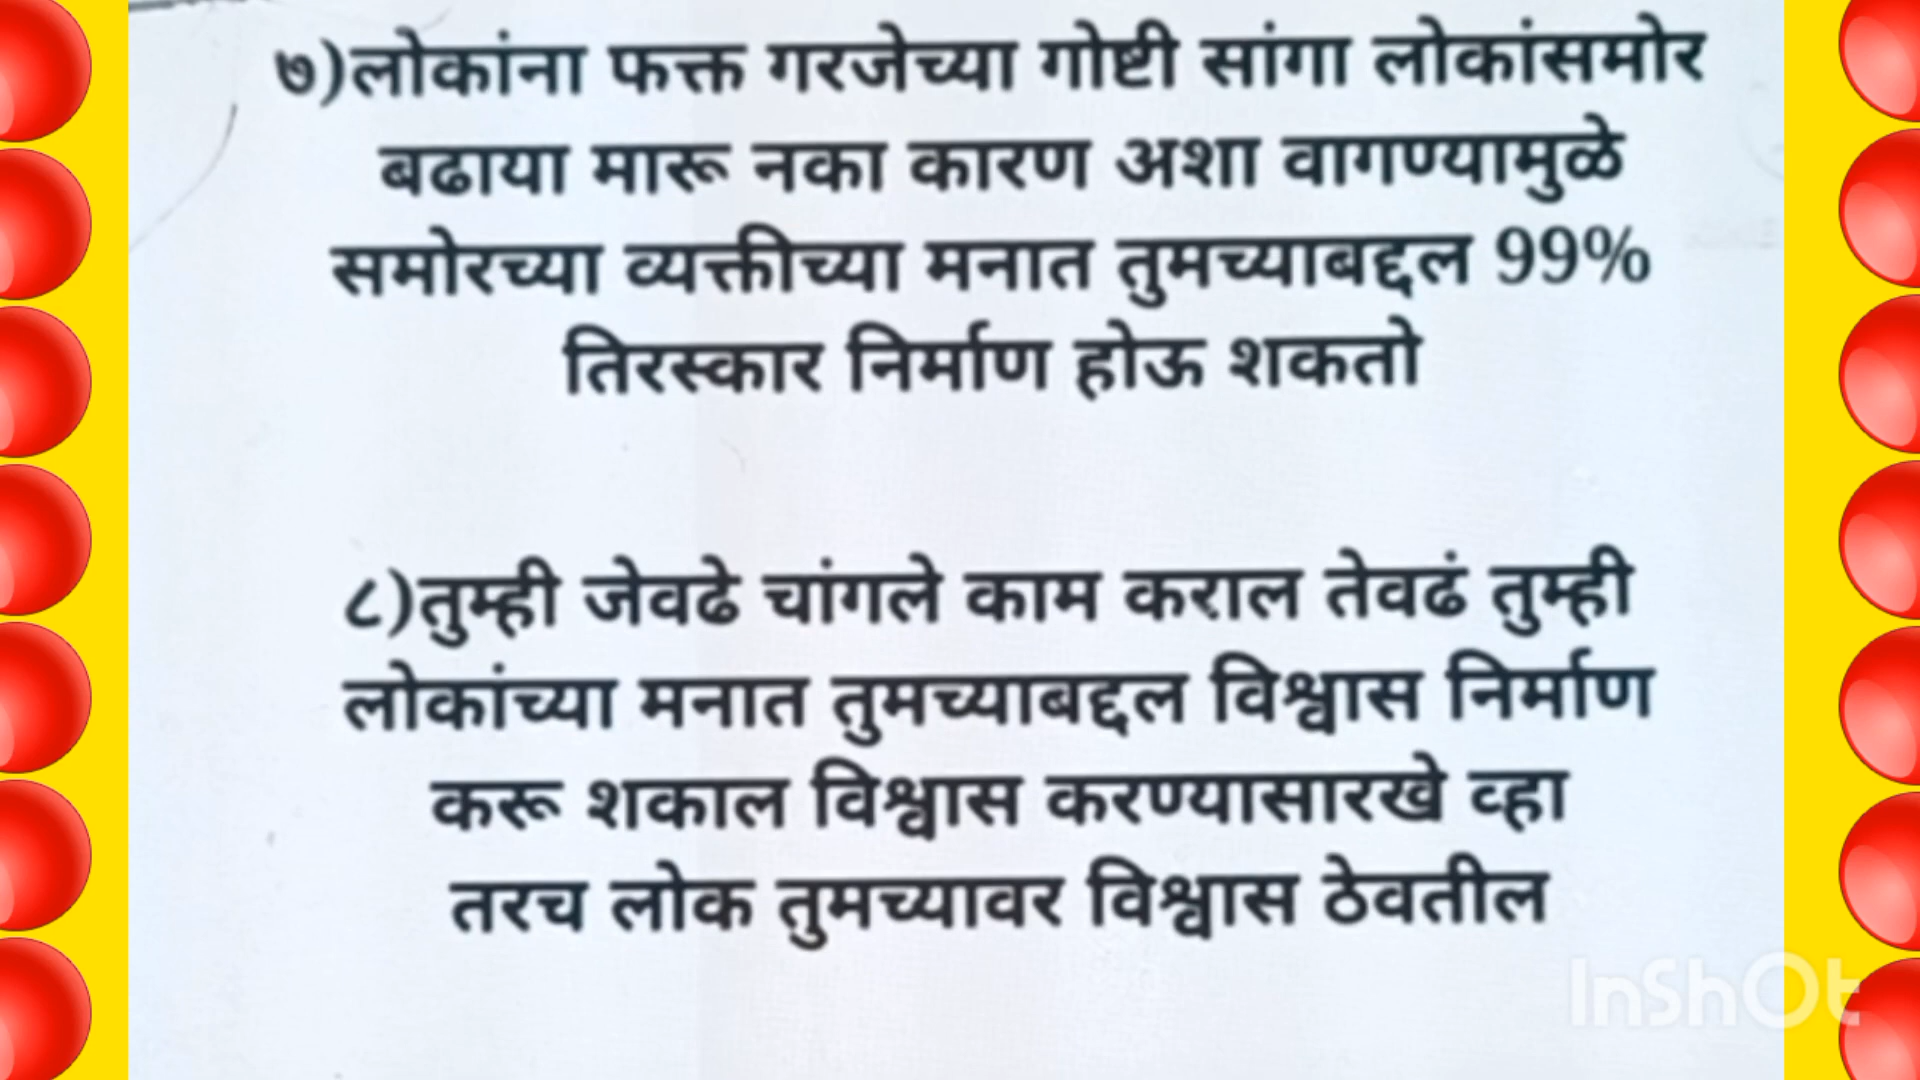 ७)लोकांना फक्त गरजेच्या गोष्टी सांगा लोकांसमोर
बढाया मारू नका कारण अशा वागण्यामुळे
समोरच्या व्यक्तीच्या मनात तुमच्याबद्दल 99%
तिरस्कार निर्माण होऊ शकतो
८)तुम्ही जेवढे चांगले काम कराल तेवढं तुम्ही
लोकांच्या मनात तुमच्याबद्दल विश्वास निर्माण
करू शकाल विश्वास करण्यासारखे व्हा
तरच लोक तुमच्यावर विश्वास ठेवतील
InShOt